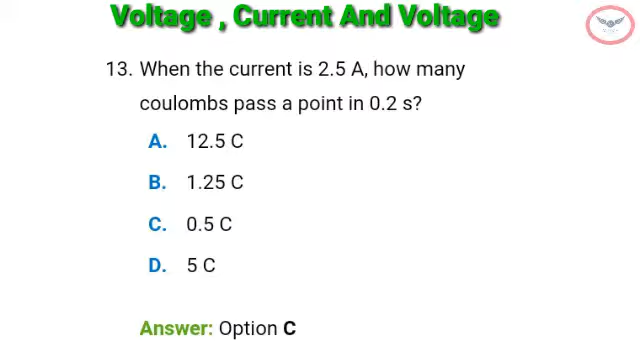 Voltage , Current And Voltage
13. When the current is 2.5 A, how many
coulombs pass a point in 0.2 s?
A. 12.5 C
B. 1.25 C
C. 0.5 C
D. 5 C
Answer: Option C